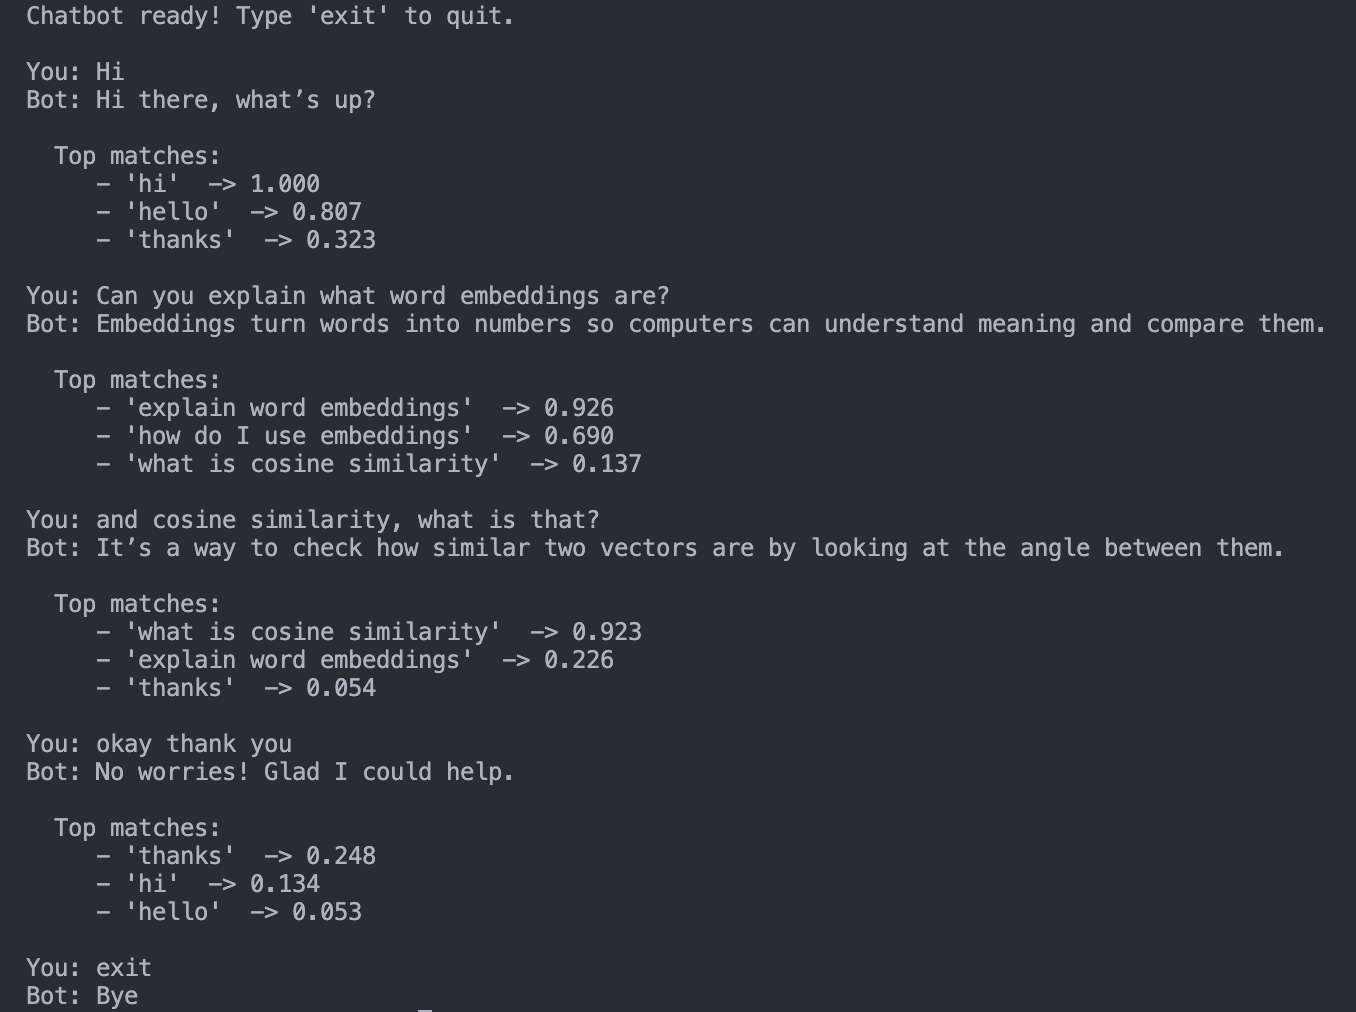 Chatbot ready! Type 'exit' to quit.
You: Hi
Bot: Hi there, what’s up?
Top matches:
– 'hi' –> 1.000
– 'hello' –> 0.807
– 'thanks' –> 0.323
You: Can you explain what word embeddings are?
Bot: Embeddings turn words into numbers so computers can understand meaning and compare them.
Top matches:
– 'explain word embeddings' –> 0.926
– 'how do I use embeddings' –> 0.690
– 'what is cosine similarity' –> 0.137
You: and cosine similarity, what is that?
Bot: It’s a way to check how similar two vectors are by looking at the angle between them.
Top matches:
– 'what is cosine similarity' –> 0.923
– 'explain word embeddings' –> 0.226
– 'thanks' –> 0.054
You: okay thank you
Bot: No worries! Glad I could help.
Top matches:
– 'thanks' –> 0.248
– 'hi' –> 0.134
– 'hello' –> 0.053
You: exit
Bot: Bye